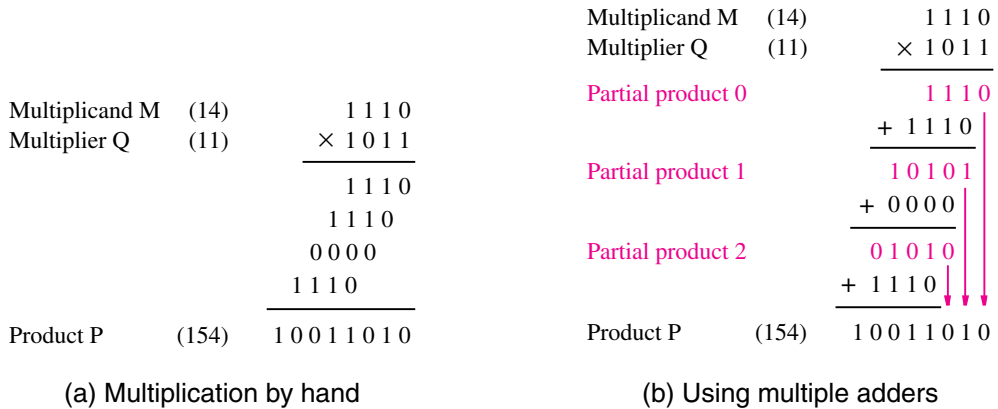 Multiplicand M (14) 1 1 1 0
Multiplier Q (11) × 1 0 1 1
1 1 1 0
1 1 1 0
0 0 0 0
1 1 1 0
Product P (154) 1 0 0 1 1 0 1 0
(a) Multiplication by hand
Multiplicand M (14) 1 1 1 0
Multiplier Q (11) × 1 0 1 1
Partial product 0 1 1 1 0
+ 1 1 1 0
Partial product 1 1 0 1 0 1
+ 0 0 0 0
Partial product 2 0 1 0 1 0
+ 1 1 1 0
Product P (154) 1 0 0 1 1 0 1 0
(b) Using multiple adders